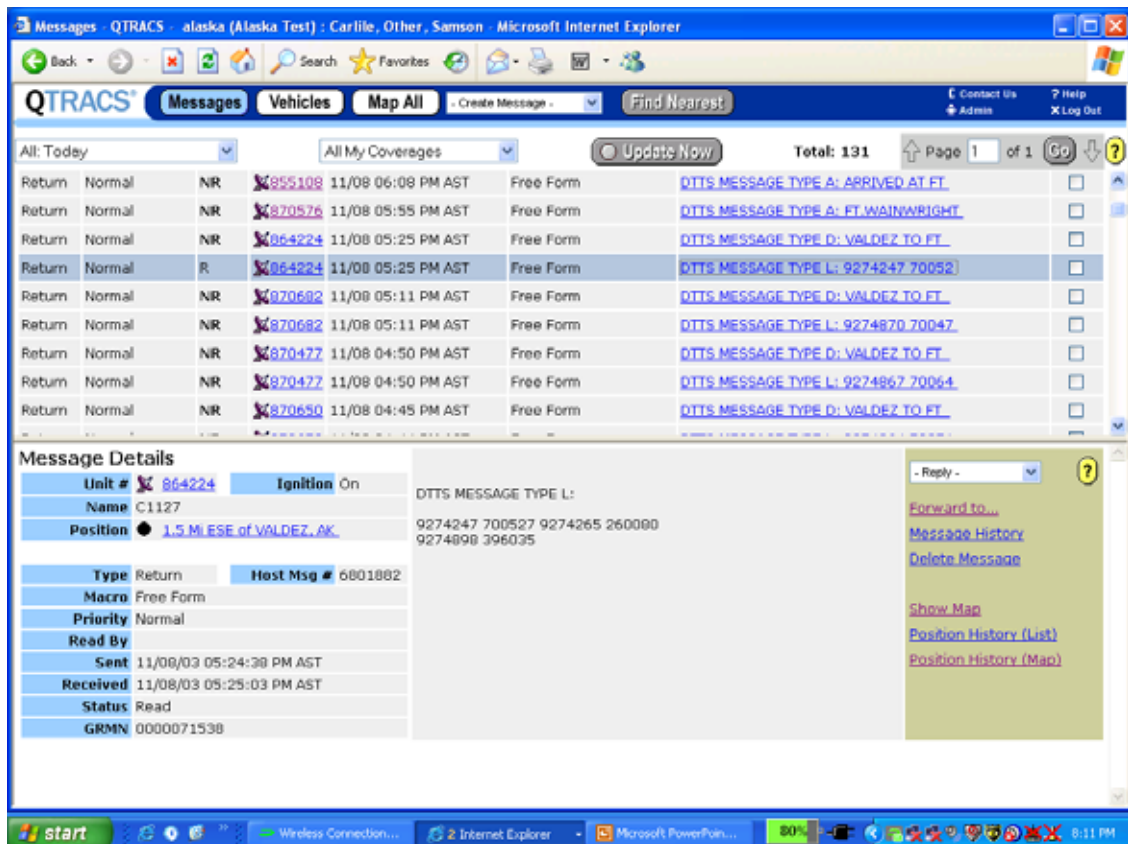 Messages - QTRACS - alaska (Alaska Test) : Carlile, Other, Samson - Microsoft Internet Explorer
Back Search Favorites
QTRACS Messages Vehicles Map All - Create Message - Find Nearest Contact Us ? Help
Admin X Log Out
All: Today All My Coverages Update Now Total: 131 Page 1 of 1 Go ?
Return Normal NR 855108 11/08 06:08 PM AST Free Form DTTS MESSAGE TYPE A: ARRIVED AT FT
Return Normal NR 870576 11/08 05:55 PM AST Free Form DTTS MESSAGE TYPE A: FT.WAINWRIGHT
Return Normal NR 864224 11/08 05:25 PM AST Free Form DTTS MESSAGE TYPE D: VALDEZ TO FT
Return Normal R 864224 11/08 05:25 PM AST Free Form DTTS MESSAGE TYPE L: 9274247 70052
Return Normal NR 870682 11/08 05:11 PM AST Free Form DTTS MESSAGE TYPE D: VALDEZ TO FT
Return Normal NR 870682 11/08 05:11 PM AST Free Form DTTS MESSAGE TYPE L: 9274870 70047
Return Normal NR 870477 11/08 04:50 PM AST Free Form DTTS MESSAGE TYPE D: VALDEZ TO FT
Return Normal NR 870477 11/08 04:50 PM AST Free Form DTTS MESSAGE TYPE L: 9274867 70064
Return Normal NR 870650 11/08 04:45 PM AST Free Form DTTS MESSAGE TYPE D: VALDEZ TO FT
Message Details
Unit # 864224 Ignition On
Name C1127
Position 1.5 Mi ESE of VALDEZ, AK
Type Return Host Msg # 6801882
Macro Free Form
Priority Normal
Read By
Sent 11/08/03 05:24:38 PM AST
Received 11/08/03 05:25:03 PM AST
Status Read
GRMN 0000071538
DTTS MESSAGE TYPE L:
9274247 700527 9274265 260080
9274898 396035
- Reply - ?
Forward to...
Message History
Delete Message
Show Map
Position History (List)
Position History (Map)
start Wireless Connection... 2 Internet Explorer Microsoft PowerPoin... 80% 8:11 PM